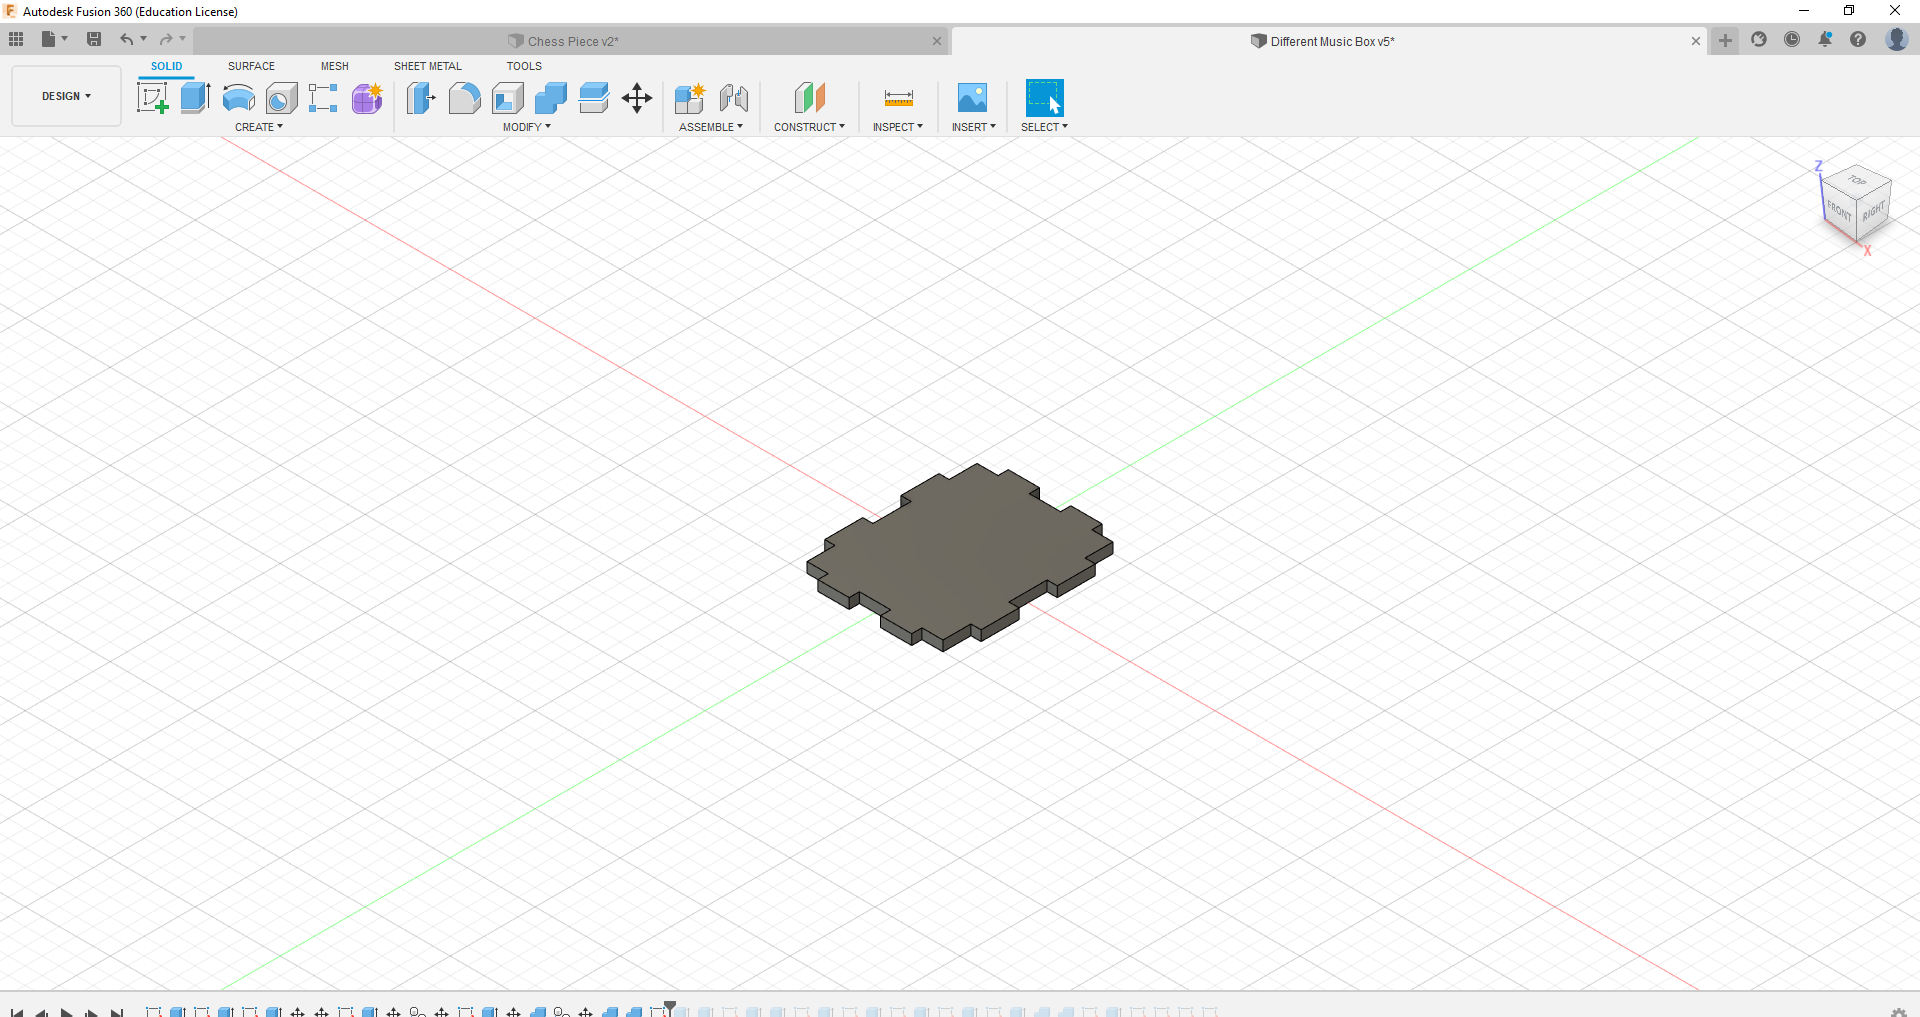 Autodesk Fusion 360 (Education License)
Chess Piece v2*
Different Music Box v5*
SOLID SURFACE MESH SHEET METAL TOOLS
DESIGN
CREATE MODIFY ASSEMBLE CONSTRUCT INSPECT INSERT SELECT
Z
TOP
FRONT RIGHT
X